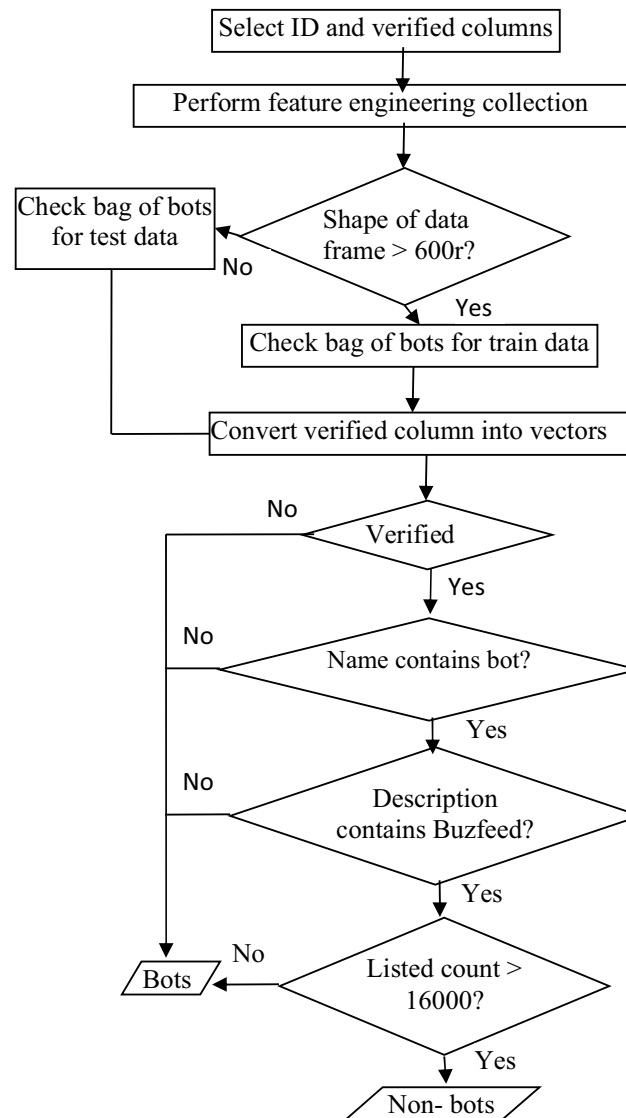 Select ID and verified columns
Perform feature engineering collection
Shape of data
frame > 600r?
No
Check bag of bots
for test data
Yes
Check bag of bots for train data
Convert verified column into vectors
No
Verified
Yes
No
Name contains bot?
Yes
No
Description
contains Buzfeed?
Yes
No
Listed count >
16000?
Bots
Yes
Non- bots